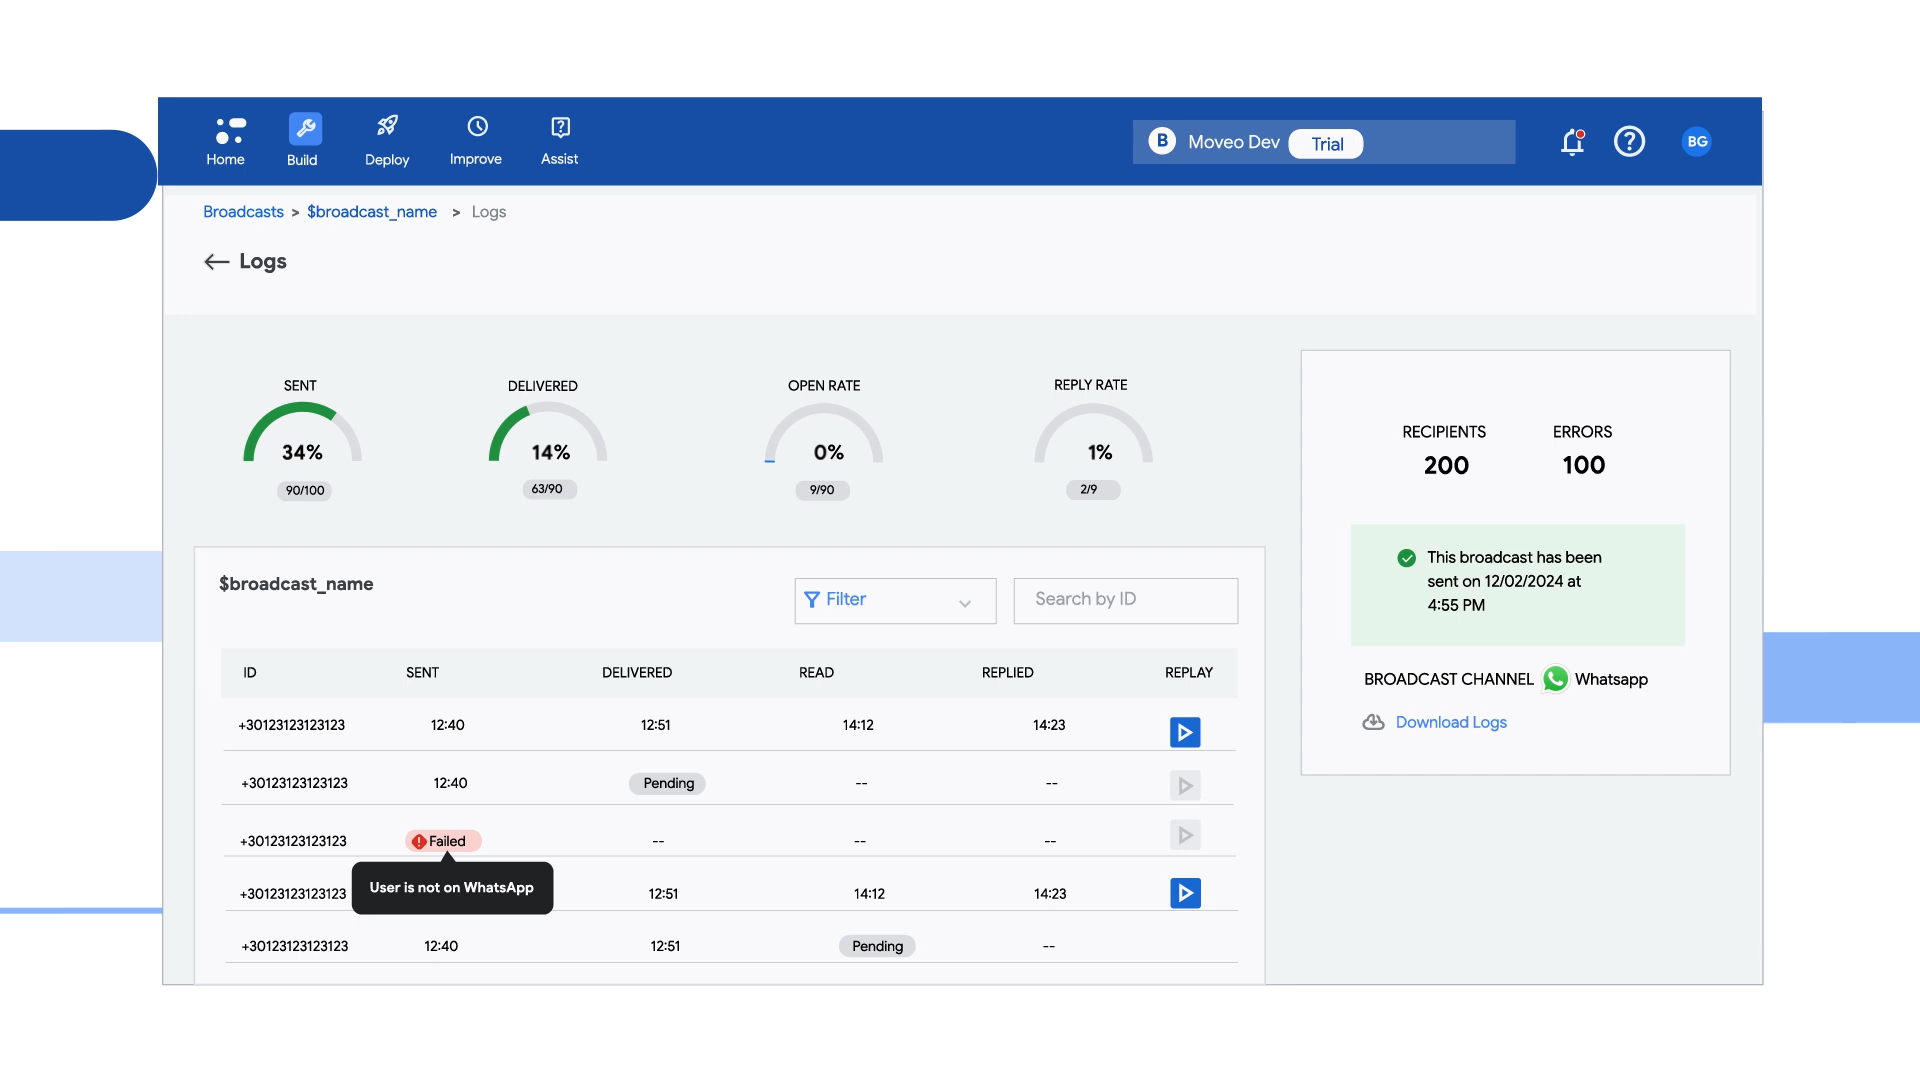 Home
Build
Deploy
Improve
Assist
B Moveo Dev Trial
BG
Broadcasts > $broadcast_name > Logs
Logs
SENT
34%
90/100
DELIVERED
14%
63/90
OPEN RATE
0%
9/90
REPLY RATE
1%
2/9
RECIPIENTS
200
ERRORS
100
This broadcast has been
sent on 12/02/2024 at
4:55 PM
BROADCAST CHANNEL Whatsapp
Download Logs
$broadcast_name
Filter
Search by ID
ID SENT DELIVERED READ REPLIED REPLAY
+30123123123123 12:40 12:51 14:12 14:23
+30123123123123 12:40 Pending -- --
+30123123123123 Failed -- -- --
User is not on WhatsApp
+30123123123123 12:51 14:12 14:23
+30123123123123 12:40 12:51 Pending --